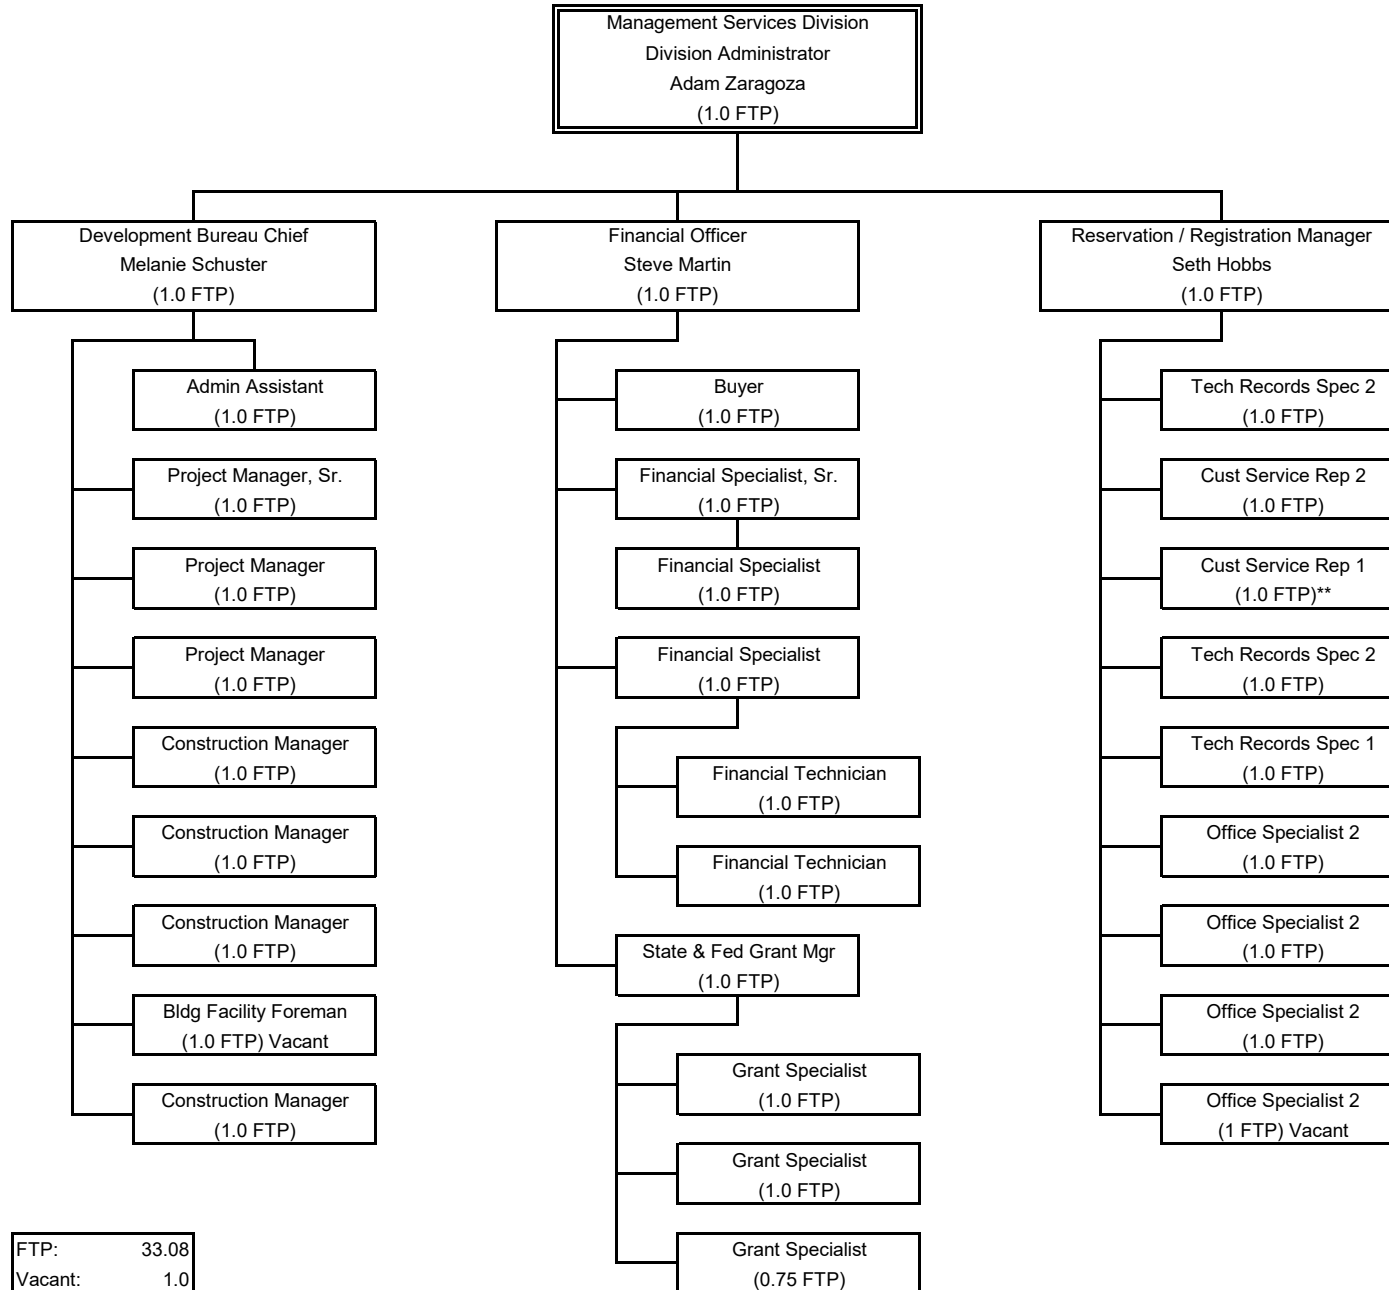 Management Services Division
Division Administrator
Adam Zaragoza
(1.0 FTP)
Development Bureau Chief
Melanie Schuster
(1.0 FTP)
Admin Assistant
(1.0 FTP)
Project Manager, Sr.
(1.0 FTP)
Project Manager
(1.0 FTP)
Project Manager
(1.0 FTP)
Construction Manager
(1.0 FTP)
Construction Manager
(1.0 FTP)
Construction Manager
(1.0 FTP)
Bldg Facility Foreman
(1.0 FTP) Vacant
Construction Manager
(1.0 FTP)
Financial Officer
Steve Martin
(1.0 FTP)
Buyer
(1.0 FTP)
Financial Specialist, Sr.
(1.0 FTP)
Financial Specialist
(1.0 FTP)
Financial Specialist
(1.0 FTP)
Financial Technician
(1.0 FTP)
Financial Technician
(1.0 FTP)
State & Fed Grant Mgr
(1.0 FTP)
Grant Specialist
(1.0 FTP)
Grant Specialist
(1.0 FTP)
Grant Specialist
(0.75 FTP)
Reservation / Registration Manager
Seth Hobbs
(1.0 FTP)
Tech Records Spec 2
(1.0 FTP)
Cust Service Rep 2
(1.0 FTP)
Cust Service Rep 1
(1.0 FTP)**
Tech Records Spec 2
(1.0 FTP)
Tech Records Spec 1
(1.0 FTP)
Office Specialist 2
(1.0 FTP)
Office Specialist 2
(1.0 FTP)
Office Specialist 2
(1.0 FTP)
Office Specialist 2
(1 FTP) Vacant
FTP: 33.08
Vacant: 1.0